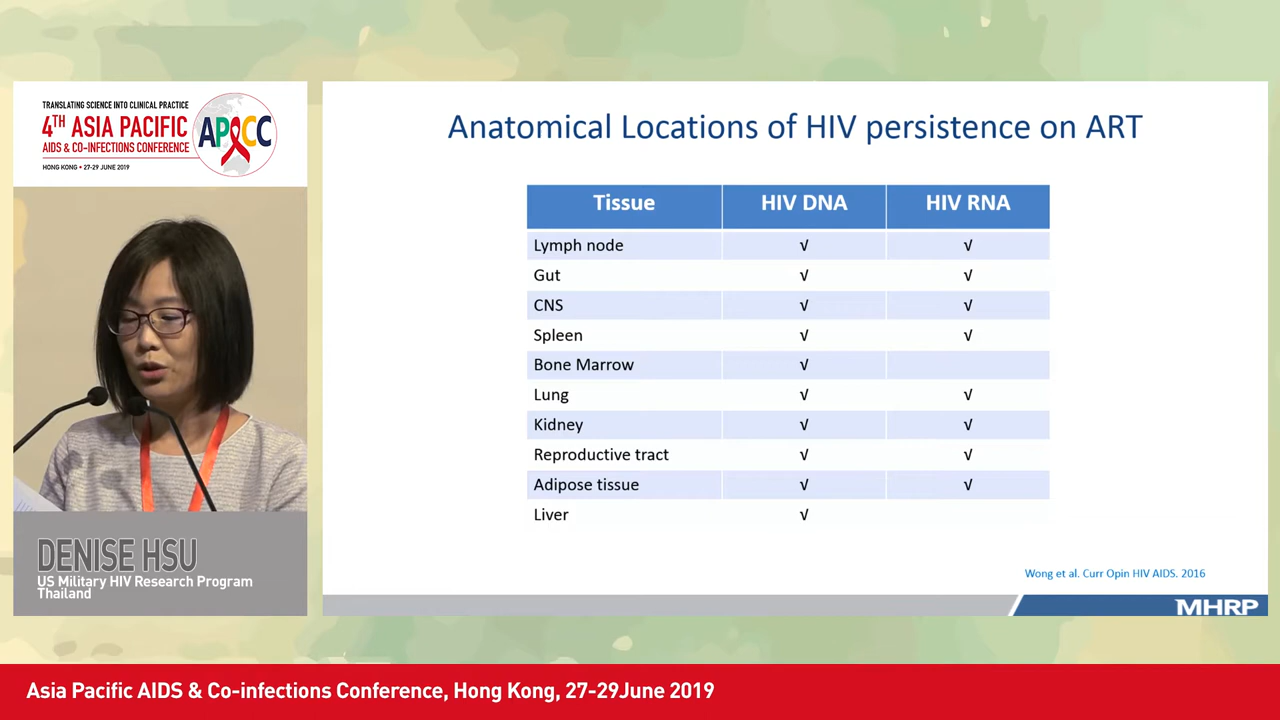 TRANSLATING SCIENCE INTO CLINICAL PRACTICE
4TH ASIA PACIFIC
AIDS & CO-INFECTIONS CONFERENCE
HONG KONG • 27-29 JUNE 2019
APACC
DENISE HSU
US Military HIV Research Program
Thailand
Anatomical Locations of HIV persistence on ART
Tissue HIV DNA HIV RNA
Lymph node √ √
Gut √ √
CNS √ √
Spleen √ √
Bone Marrow √
Lung √ √
Kidney √ √
Reproductive tract √ √
Adipose tissue √ √
Liver √
Wong et al. Curr Opin HIV AIDS. 2016
MHRP
Asia Pacific AIDS & Co-infections Conference, Hong Kong, 27-29June 2019